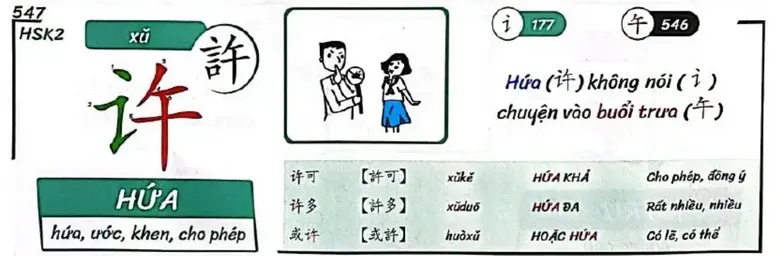 547
HSK2
xǔ
許
许
HỨA
hứa, ước, khen, cho phép
讠 177
午 546
Hứa (许) không nói (讠)
chuyện vào buổi trưa (午)
许可 【許可】 xǔkě HỨA KHẢ Cho phép, đồng ý
许多 【許多】 xǔduō HỨA ĐA Rất nhiều, nhiều
或许 【或許】 huòxǔ HOẶC HỨA Có lẽ, có thể